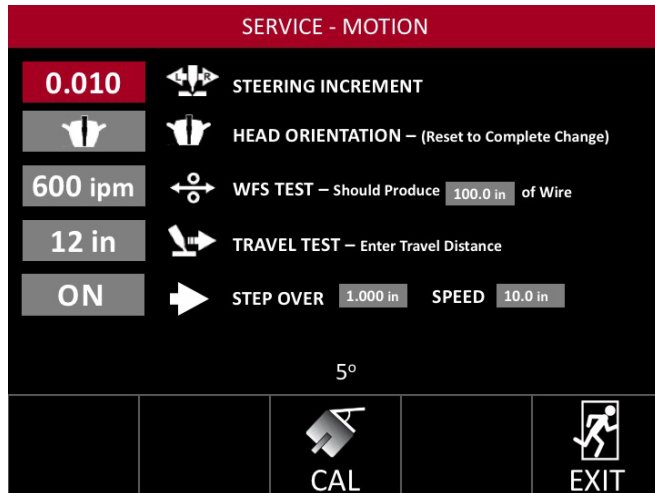 SERVICE - MOTION
0.010 L R STEERING INCREMENT
HEAD ORIENTATION – (Reset to Complete Change)
600 ipm WFS TEST – Should Produce 100.0 in of Wire
12 in TRAVEL TEST – Enter Travel Distance
ON STEP OVER 1.000 in SPEED 10.0 in
5º
CAL EXIT